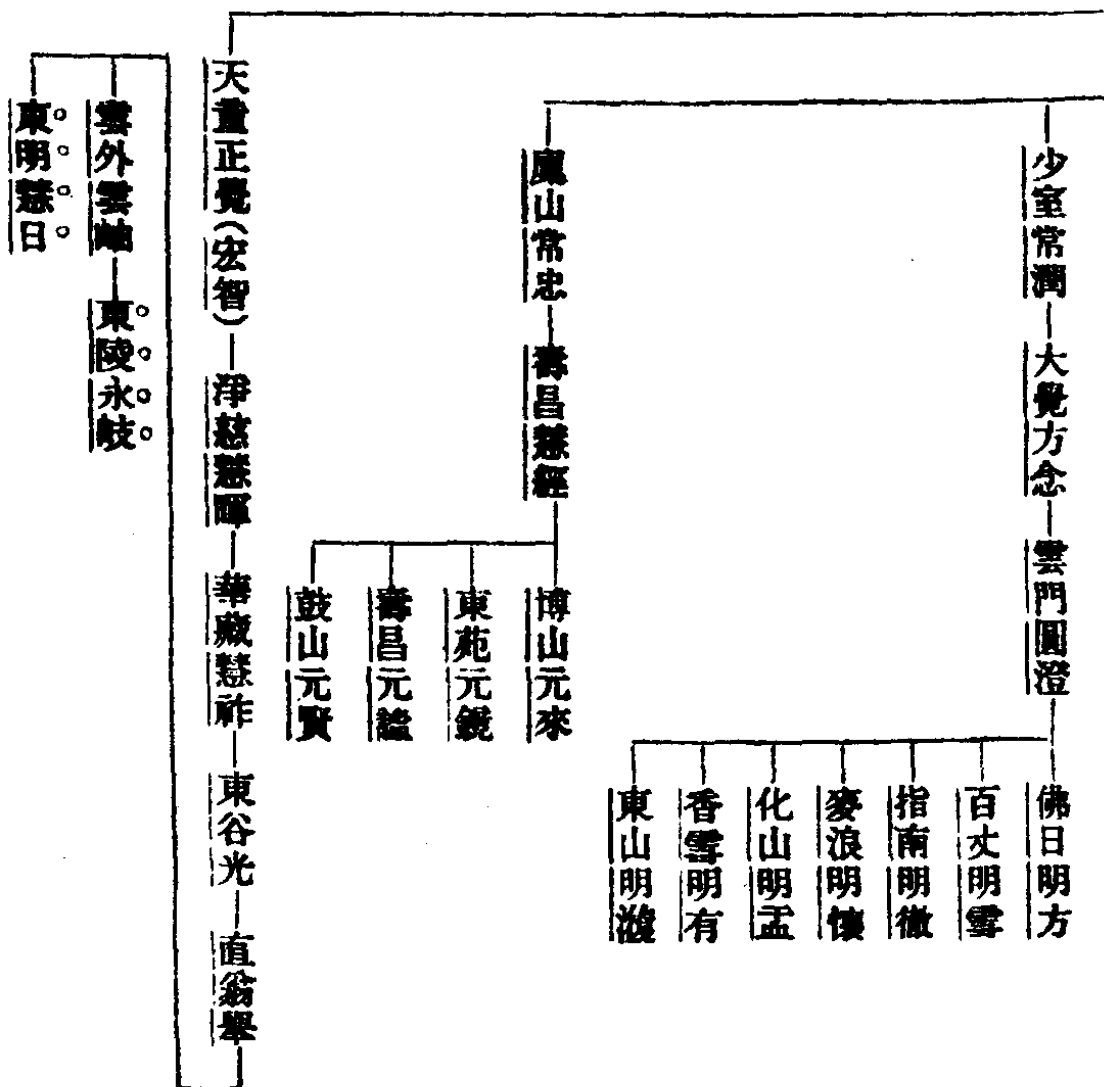 少室常潤
大覺方念
雲門圓澄
佛日明方
百丈明雪
指南明徹
麥浪明懷
化山明盂
香雪明有
東山明澓
廩山常忠
壽昌慧經
博山元來
東苑元鏡
壽昌元謐
鼓山元賢
天童正覺(宏智)
淨慈慧暉
華藏慧祚
東谷光
直翁舉
雲外雲岫
東陵永岐
東明慧日